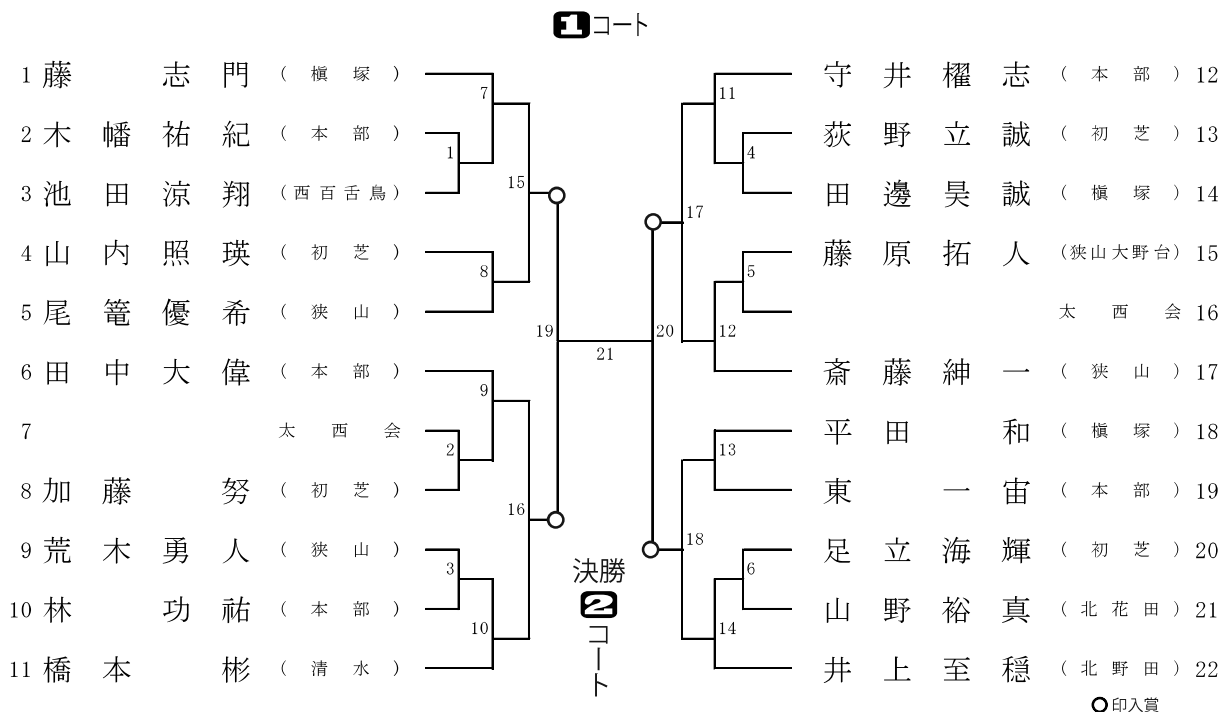 1コート
1 藤 志 門 （ 槇 塚 ）
7
2 木 幡 祐 紀 （ 本 部 ）
1
3 池 田 涼 翔 （西百舌鳥）
15
4 山 内 照 瑛 （ 初 芝 ）
8
5 尾 篭 優 希 （ 狭 山 ）
19
6 田 中 大 偉 （ 本 部 ）
9
7 太 西 会
2
8 加 藤 努 （ 初 芝 ）
16
9 荒 木 勇 人 （ 狭 山 ）
3
10 林 功 祐 （ 本 部 ）
10
11 橋 本 彬 （ 清 水 ）
21
守 井 櫂 志 （ 本 部 ） 12
11
荻 野 立 誠 （ 初 芝 ） 13
4
田 邊 昊 誠 （ 槇 塚 ） 14
17
藤 原 拓 人 （狭山大野台） 15
5
太 西 会 16
20
12
斎 藤 紳 一 （ 狭 山 ） 17
平 田 和 （ 槇 塚 ） 18
13
東 一 宙 （ 本 部 ） 19
18
足 立 海 輝 （ 初 芝 ） 20
6
山 野 裕 真 （ 北 花 田 ） 21
14
井 上 至 穏 （ 北 野 田 ） 22
決勝
2
コート
○印入賞